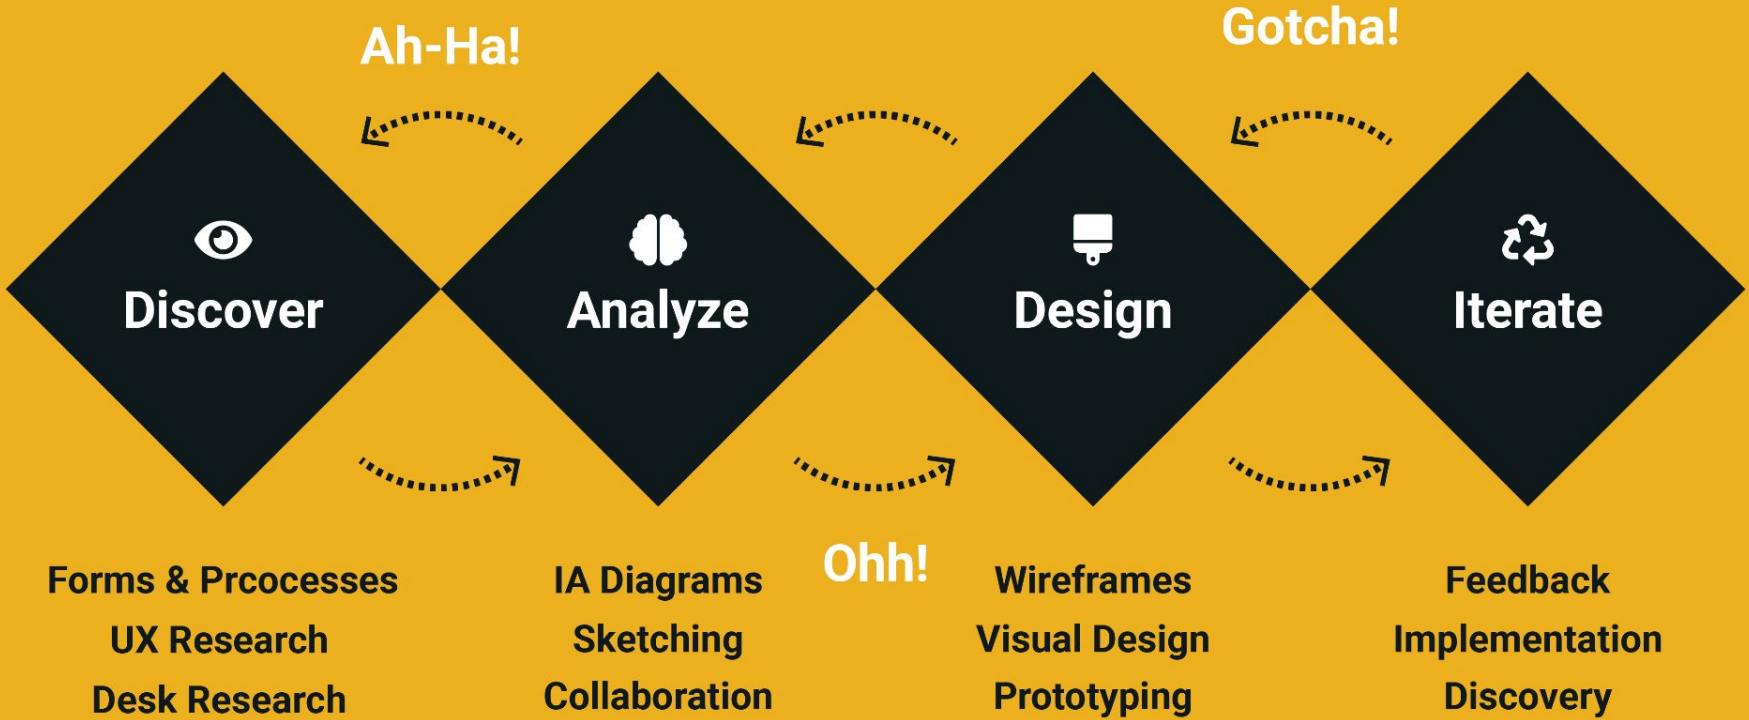 Ah-Ha!
Gotcha!
Discover
Analyze
Design
Iterate
Ohh!
Forms & Prcocesses
UX Research
Desk Research
IA Diagrams
Sketching
Collaboration
Wireframes
Visual Design
Prototyping
Feedback
Implementation
Discovery